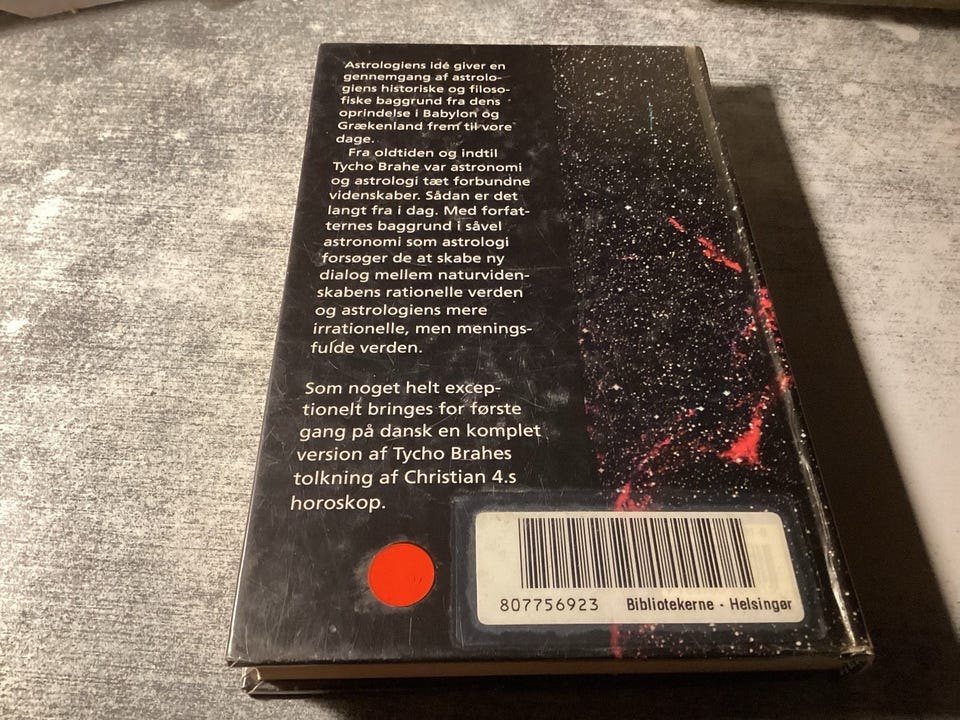 Astrologiens idé giver en
gennemgang af astrolo-
giens historiske og filoso-
fiske baggrund fra dens
oprindelse i Babylon og
Grækenland frem til vore
dage.
Fra oldtiden og indtil
Tycho Brahe var astronomi
og astrologi tæt forbundne
videnskaber. Sådan er det
langt fra i dag. Med forfat-
ternes baggrund i såvel
astronomi som astrologi
forsøger de at skabe ny
dialog mellem naturviden-
skabens rationelle verden
og astrologiens mere
irrationelle, men menings-
fulde verden.
Som noget helt excep-
tionelt bringes for første
gang på dansk en komplet
version af Tycho Brahes
tolkning af Christian 4.s
horoskop.
807756923 Bibliotekerne - Helsingør